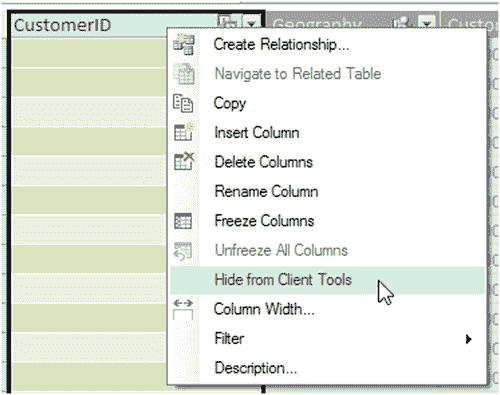 CustomerID
Geography
Create Relationship...
Navigate to Related Table
Copy
Insert Column
Delete Columns
Rename Column
Freeze Columns
Unfreeze All Columns
Hide from Client Tools
Column Width...
Filter
Description...